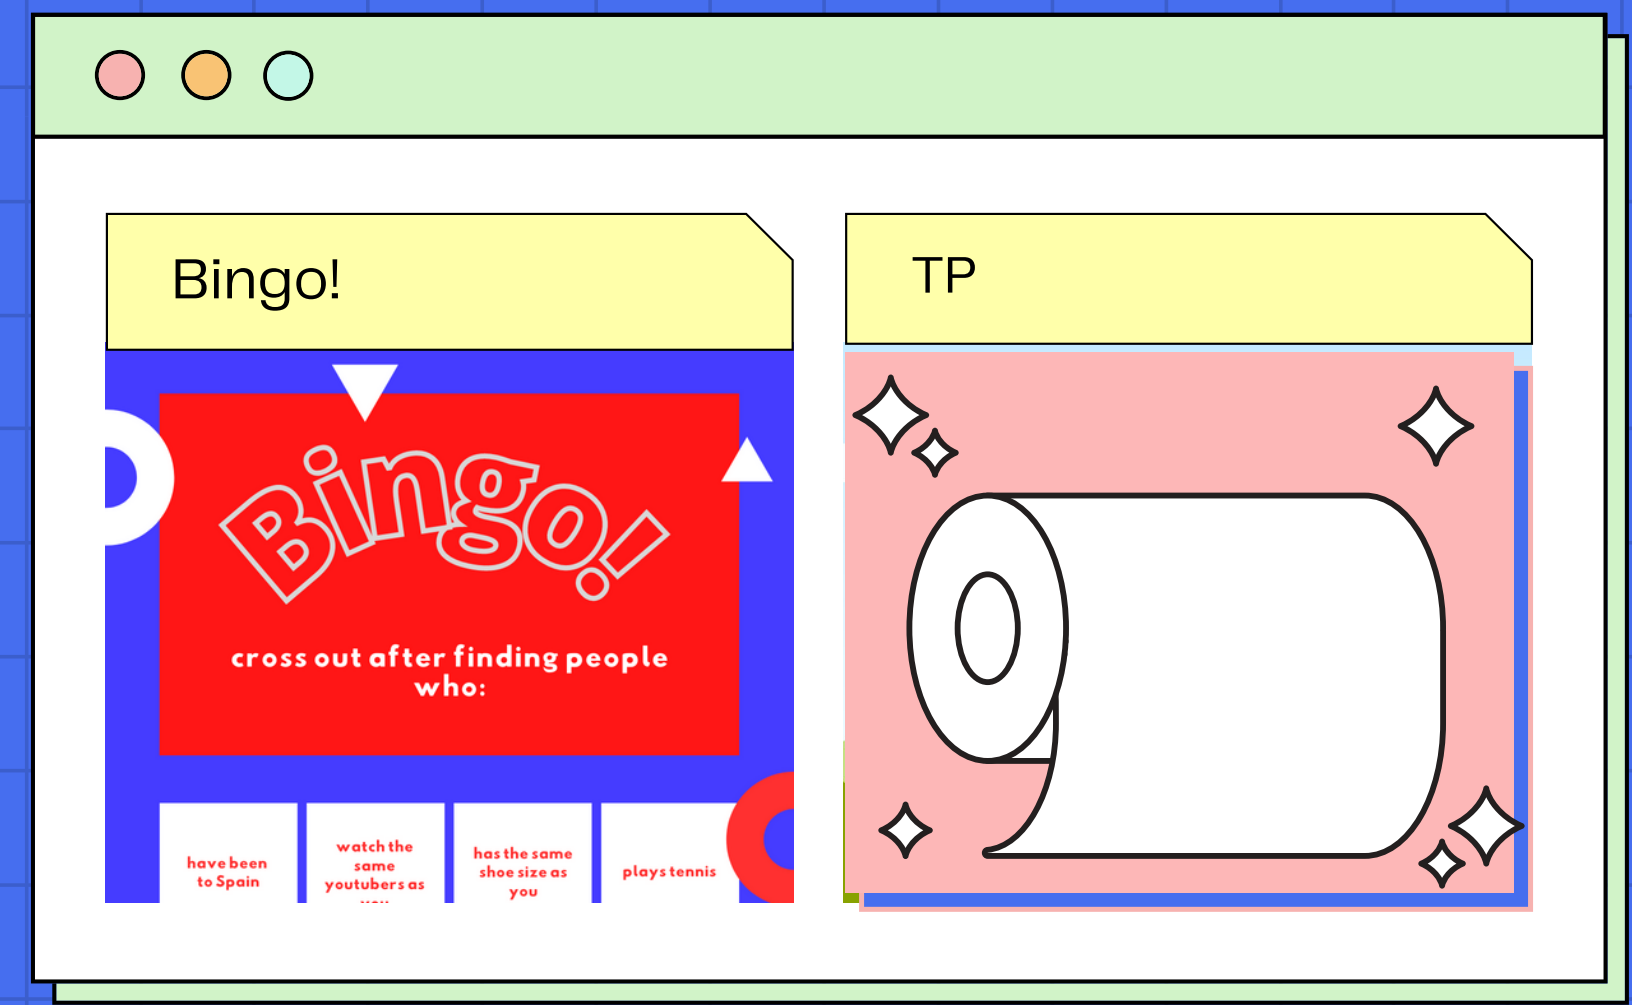 Bingo!
TP
Bingo!
cross out after finding people
who:
have been
to Spain
watch the
same
youtubers as
you
has the same
shoe size as
you
plays tennis